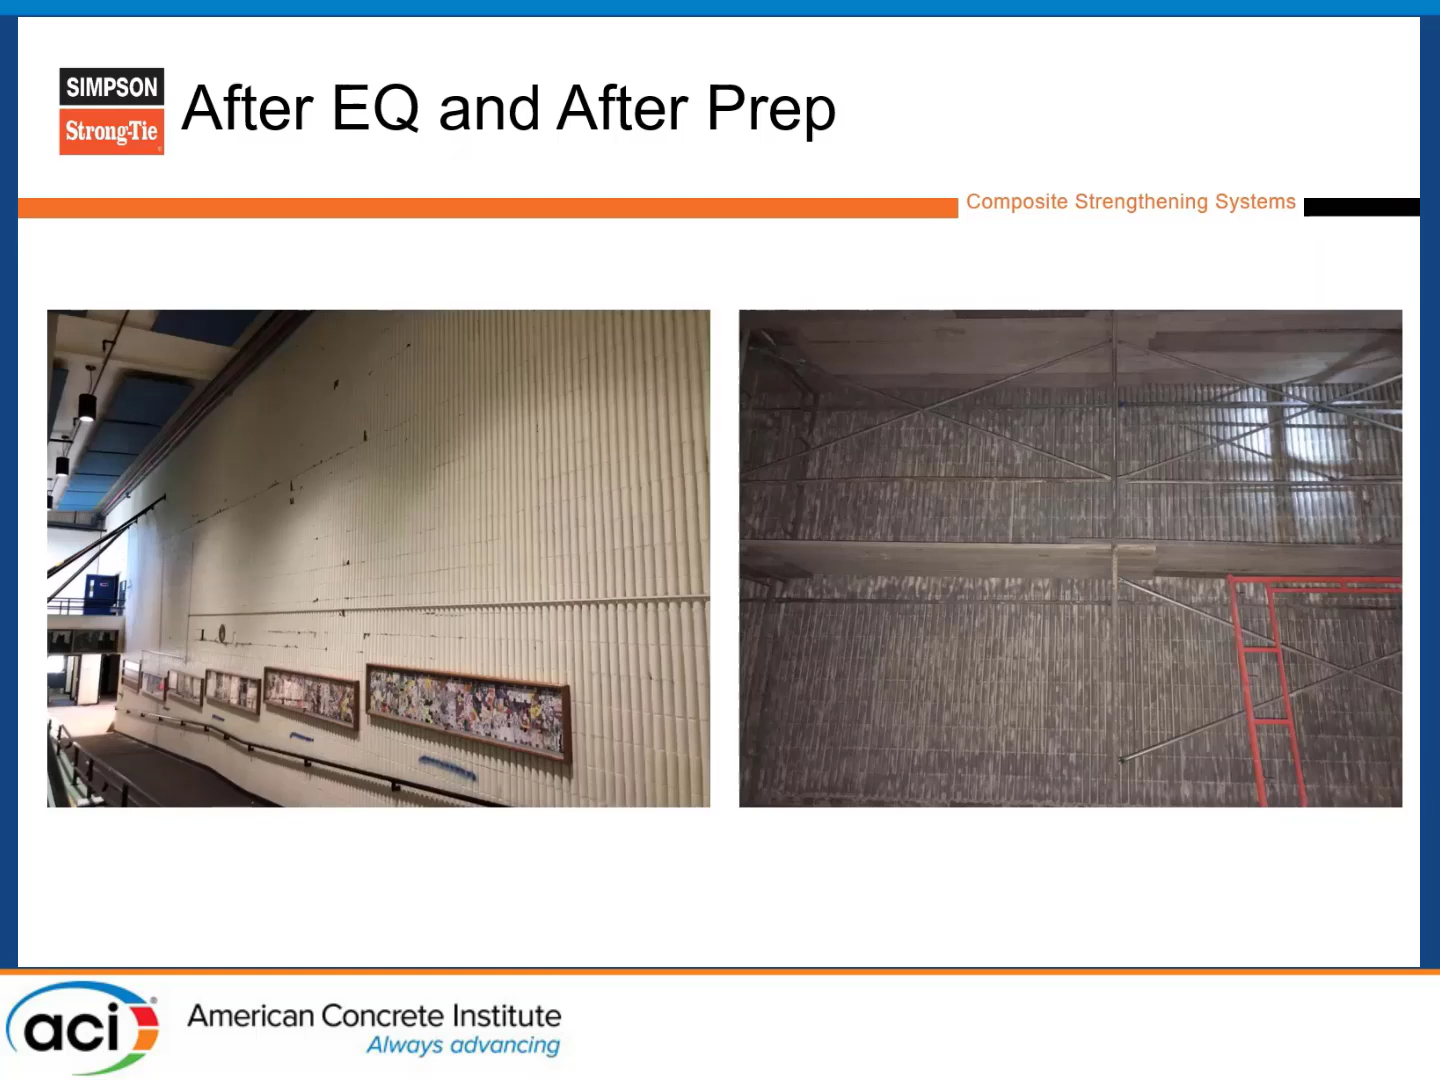 SIMPSON
Strong-Tie
After EQ and After Prep
Composite Strengthening Systems
aci
American Concrete Institute
Always advancing